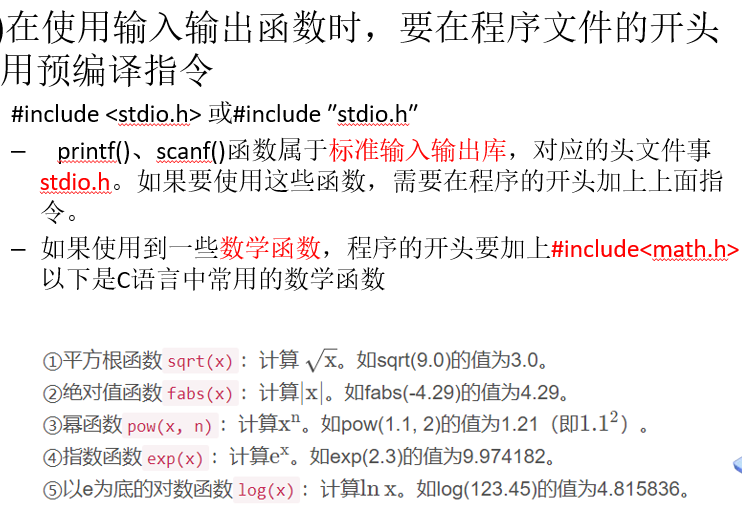 )在使用输入输出函数时，要在程序文件的开头
用预编译指令
#include <stdio.h> 或#include ”stdio.h”
– printf()、scanf()函数属于标准输入输出库，对应的头文件事
stdio.h。如果要使用这些函数，需要在程序的开头加上上面指
令。
– 如果使用到一些数学函数，程序的开头要加上#include<math.h>
以下是C语言中常用的数学函数
①平方根函数 sqrt(x) ：计算 √x。如sqrt(9.0)的值为3.0。
②绝对值函数 fabs(x) ：计算|x|。如fabs(-4.29)的值为4.29。
③幂函数 pow(x, n) ：计算xⁿ。如pow(1.1, 2)的值为1.21（即1.1²）。
④指数函数 exp(x) ：计算eˣ。如exp(2.3)的值为9.974182。
⑤以e为底的对数函数 log(x) ：计算ln x。如log(123.45)的值为4.815836。